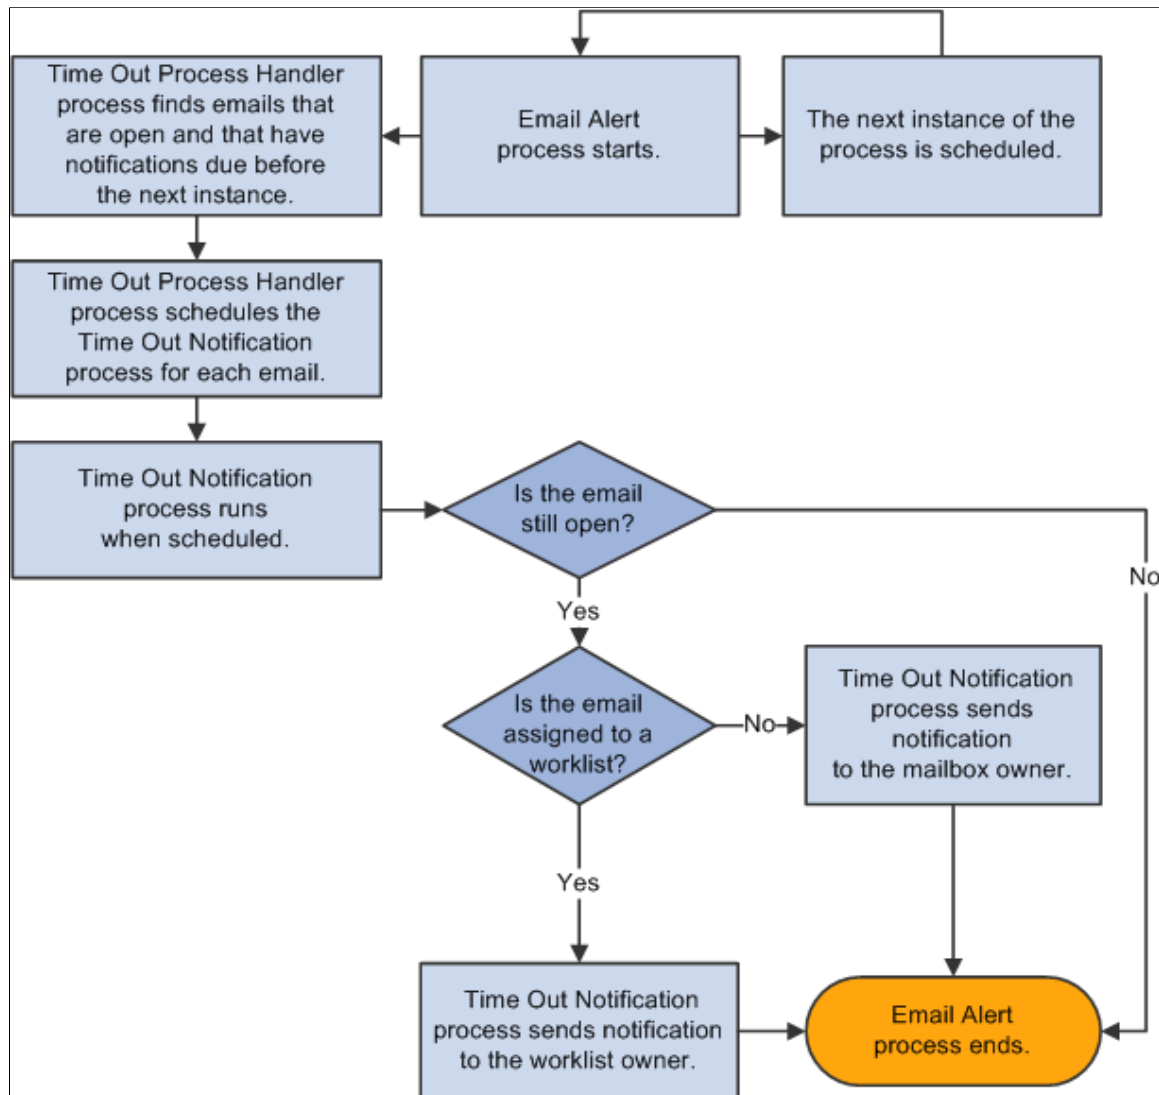 Time Out Process Handler
process finds emails that
are open and that have
notifications due before
the next instance.
Email Alert
process starts.
The next instance of the
process is scheduled.
Time Out Process Handler
process schedules the
Time Out Notification
process for each email.
Time Out Notification
process runs
when scheduled.
Is the email
still open?
No
Yes
Is the email
assigned to a
worklist?
No
Time Out Notification
process sends
notification
to the mailbox owner.
Yes
Time Out Notification
process sends notification
to the worklist owner.
Email Alert
process ends.